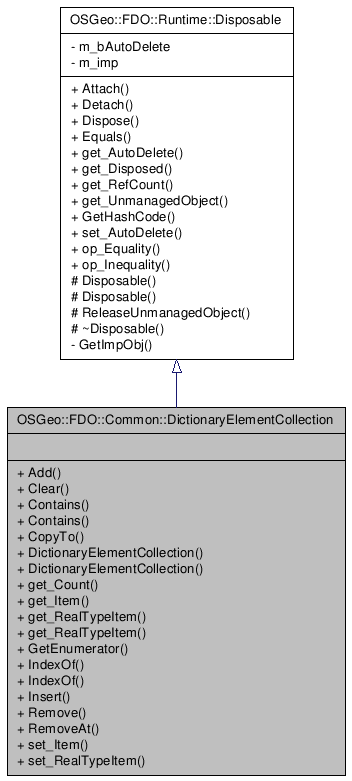 OSGeo::FDO::Runtime::Disposable
- m_bAutoDelete
- m_imp
+ Attach()
+ Detach()
+ Dispose()
+ Equals()
+ get_AutoDelete()
+ get_Disposed()
+ get_RefCount()
+ get_UnmanagedObject()
+ GetHashCode()
+ set_AutoDelete()
+ op_Equality()
+ op_Inequality()
# Disposable()
# Disposable()
# ReleaseUnmanagedObject()
# ~Disposable()
- GetImpObj()
OSGeo::FDO::Common::DictionaryElementCollection
+ Add()
+ Clear()
+ Contains()
+ Contains()
+ CopyTo()
+ DictionaryElementCollection()
+ DictionaryElementCollection()
+ get_Count()
+ get_Item()
+ get_RealTypeItem()
+ get_RealTypeItem()
+ GetEnumerator()
+ IndexOf()
+ IndexOf()
+ Insert()
+ Remove()
+ RemoveAt()
+ set_Item()
+ set_RealTypeItem()